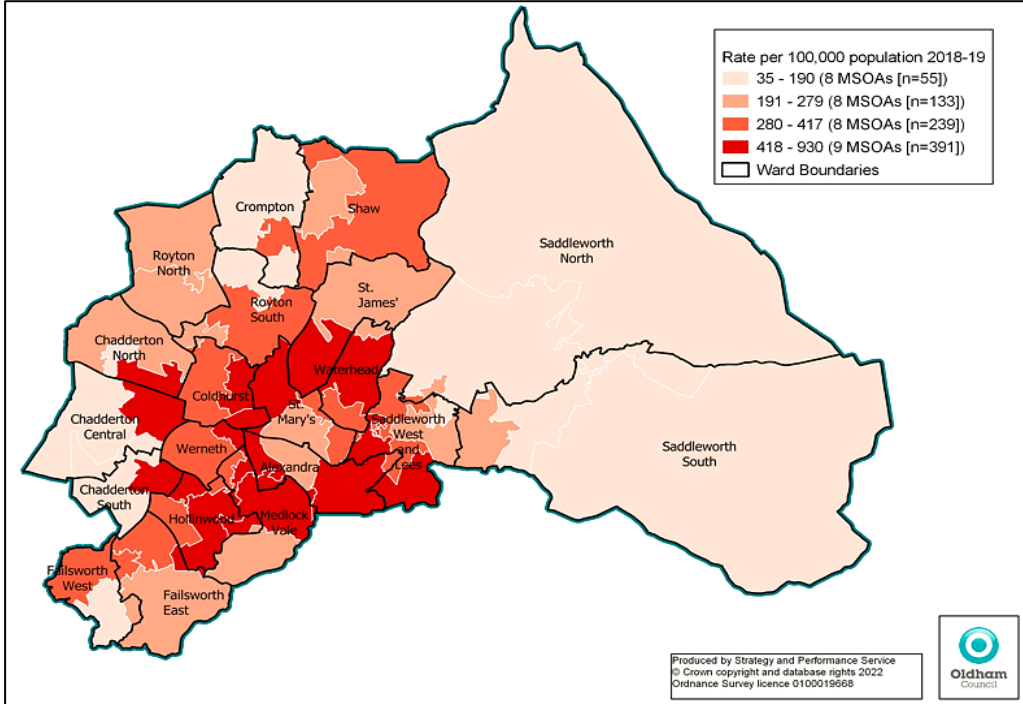 Rate per 100,000 population 2018-19
35 - 190 (8 MSOAs [n=55])
191 - 279 (8 MSOAs [n=133])
280 - 417 (8 MSOAs [n=239])
418 - 930 (9 MSOAs [n=391])
Ward Boundaries
Crompton
Shaw
Saddleworth
North
Royton
North
St.
James'
Royton
South
Chadderton
North
Waterhead
Coldhurst
St.
Mary's
Chadderton
Central
Saddleworth
West
and
Lees
Werneth
Saddleworth
South
Alexandra
Chadderton
South
Hollinwood
Medlock
Vale
Failsworth
West
Failsworth
East
Produced by Strategy and Performance Service
© Crown copyright and database rights 2022
Ordnance Survey licence 0100019668
Oldham
Council